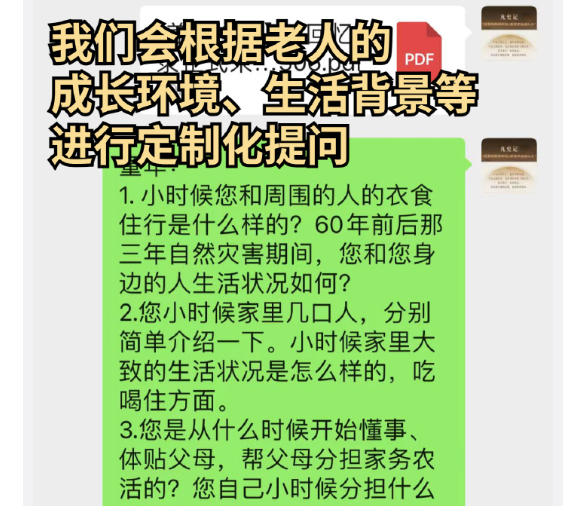 我们会根据老人的
成长环境、生活背景等
进行定制化提问
PDF
凡史记
凡史记
1. 小时候您和周围的人的衣食
住行是什么样的？60年前后那
三年自然灾害期间，您和您身
边的人生活状况如何？
2.您小时候家里几口人，分别
简单介绍一下。小时候家里大
致的生活状况是怎么样的，吃
喝住方面。
3.您是从什么时候开始懂事、
体贴父母，帮父母分担家务农
活的？您自己小时候分担什么